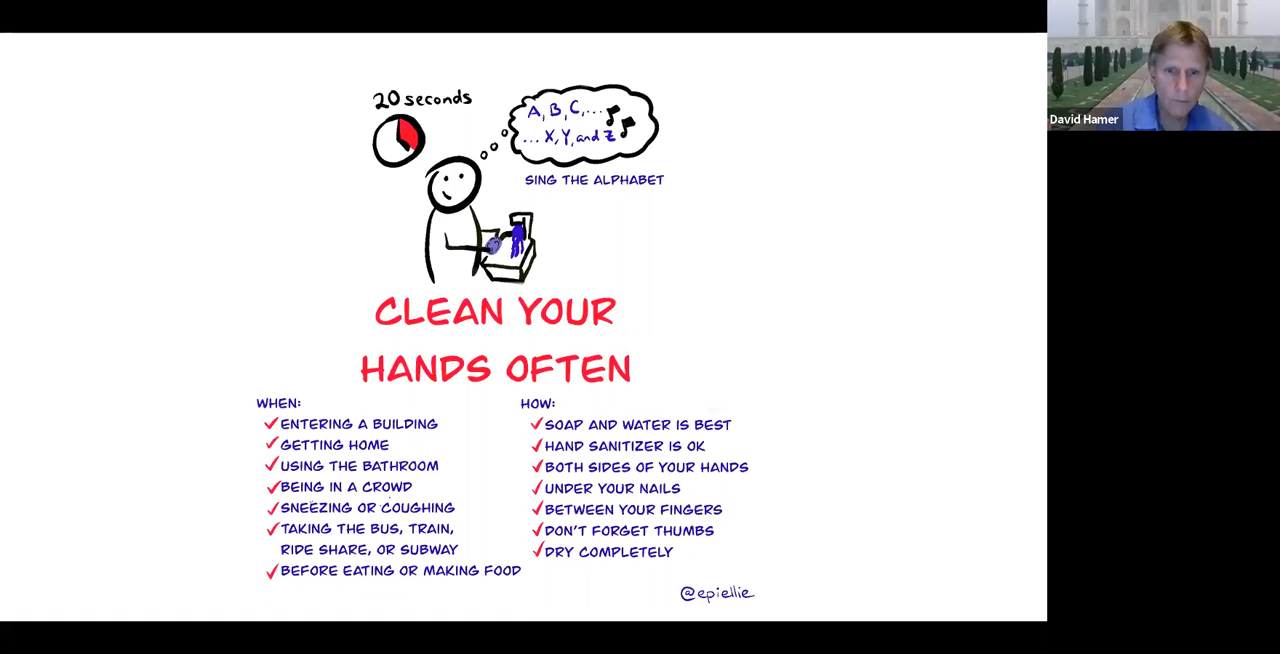 20 seconds
A, B, C, ...
... X, Y, and Z
SING THE ALPHABET
CLEAN YOUR
HANDS OFTEN
WHEN:
ENTERING A BUILDING
GETTING HOME
USING THE BATHROOM
BEING IN A CROWD
SNEEZING OR COUGHING
TAKING THE BUS, TRAIN,
RIDE SHARE, OR SUBWAY
BEFORE EATING OR MAKING FOOD
HOW:
SOAP AND WATER IS BEST
HAND SANITIZER IS OK
BOTH SIDES OF YOUR HANDS
UNDER YOUR NAILS
BETWEEN YOUR FINGERS
DON'T FORGET THUMBS
DRY COMPLETELY
@epiellie
David Hamer